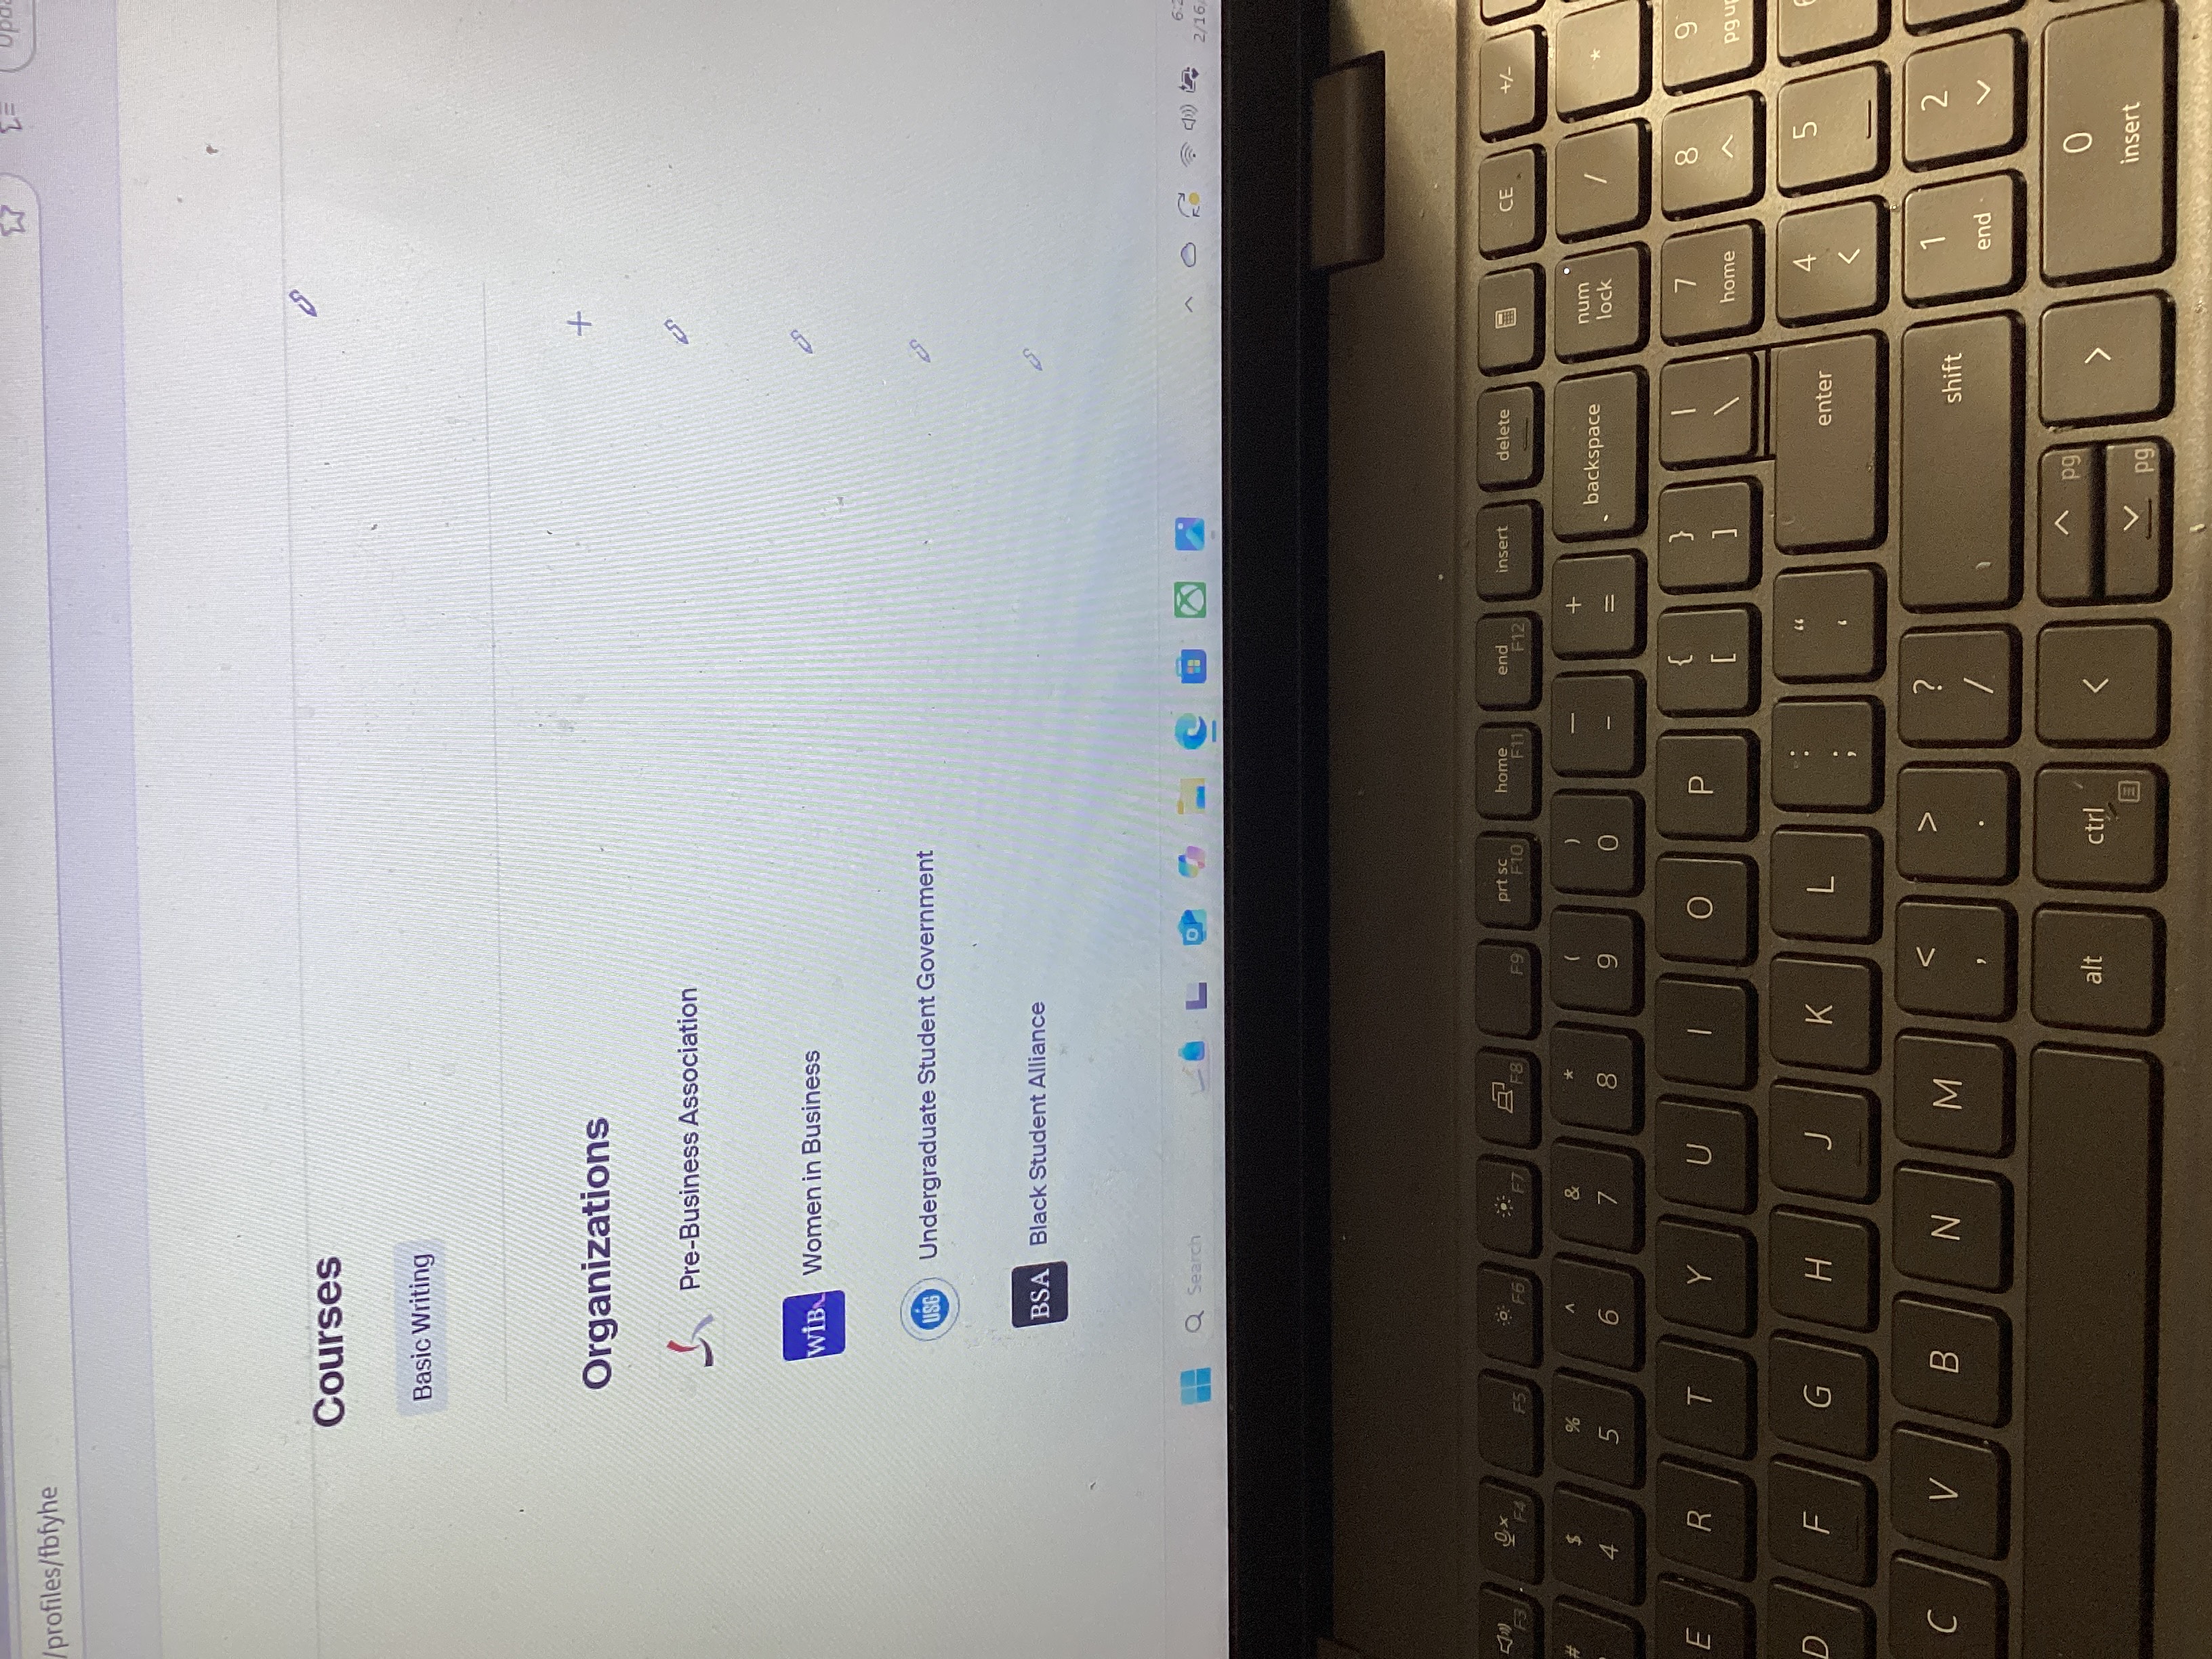 /profiles/fbfyhe
Courses
Basic Writing
Organizations
Pre-Business Association
WIB
Women in Business
USG
Undergraduate Student Government
BSA
Black Student Alliance
Search
2/16/
F3
F4
F5
F6
F7
F8
F9
prt sc
F10
home
F11
end
F12
insert
delete
CE
+/-
#
$
4
%
5
^
6
&
7
*
8
(
9
)
0
—
-
+
=
backspace
num
lock
/
*
E
R
T
Y
U
I
O
P
{
[
}
]
|
\
7
home
8
9
D
F
G
H
J
K
L
:
;
“
‘
enter
4
<
5
C
V
B
N
M
<
,
>
.
?
/
shift
1
end
2
alt
ctrl
<
pg
pg
>
0
insert